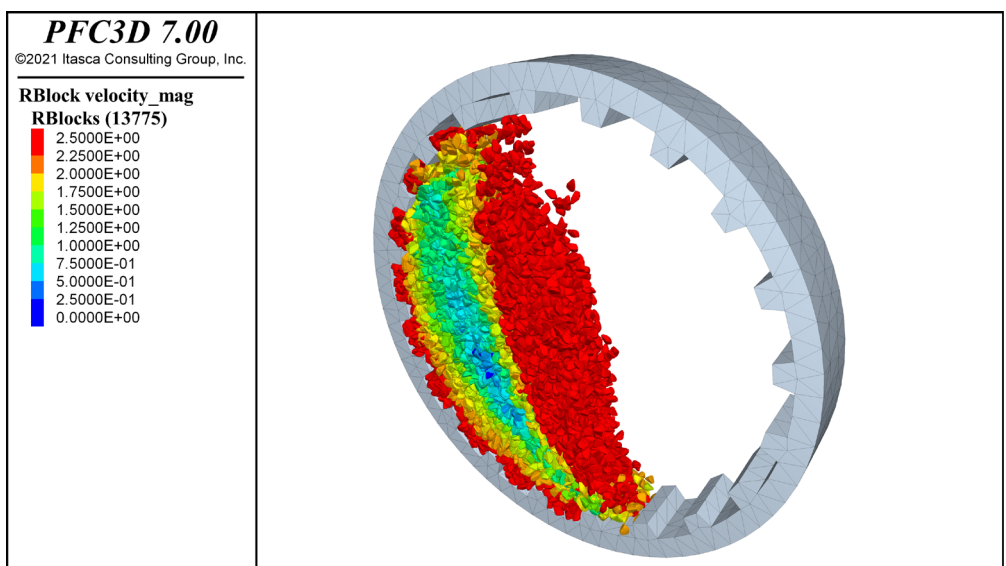 PFC3D 7.00
©2021 Itasca Consulting Group, Inc.
RBlock velocity_mag
RBlocks (13775)
2.5000E+00
2.2500E+00
2.0000E+00
1.7500E+00
1.5000E+00
1.2500E+00
1.0000E+00
7.5000E-01
5.0000E-01
2.5000E-01
0.0000E+00